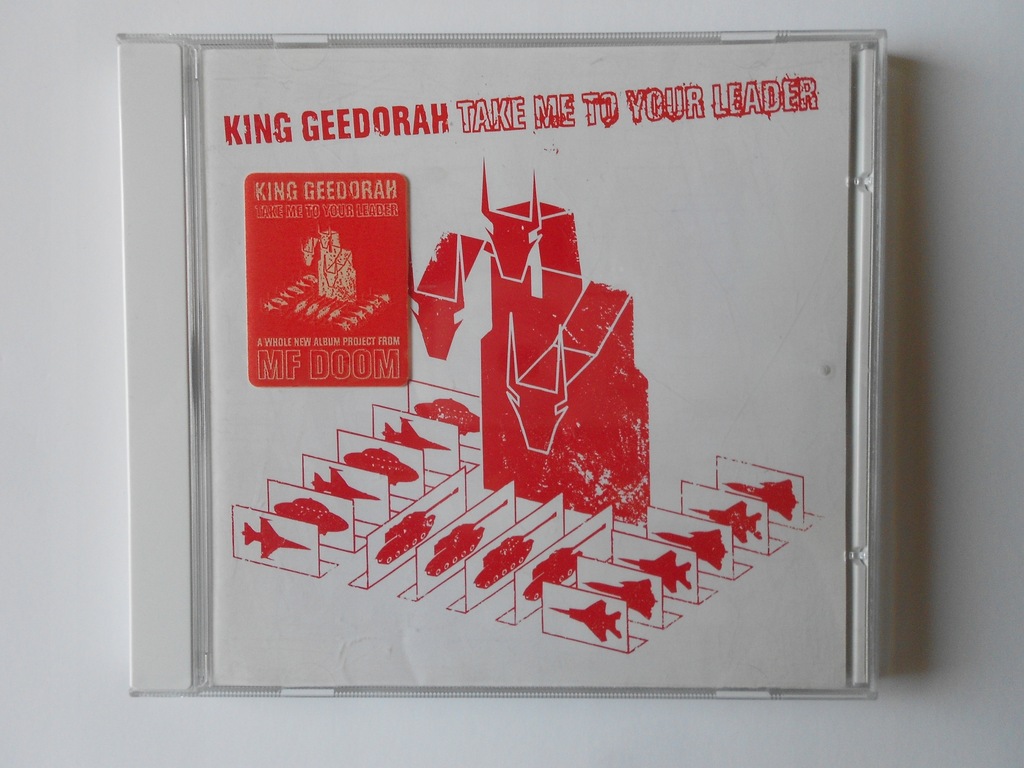 KING GEEDORAH TAKE ME TO YOUR LEADER
KING GEEDORAH
TAKE ME TO YOUR LEADER
A WHOLE NEW ALBUM PROJECT FROM
MF DOOM